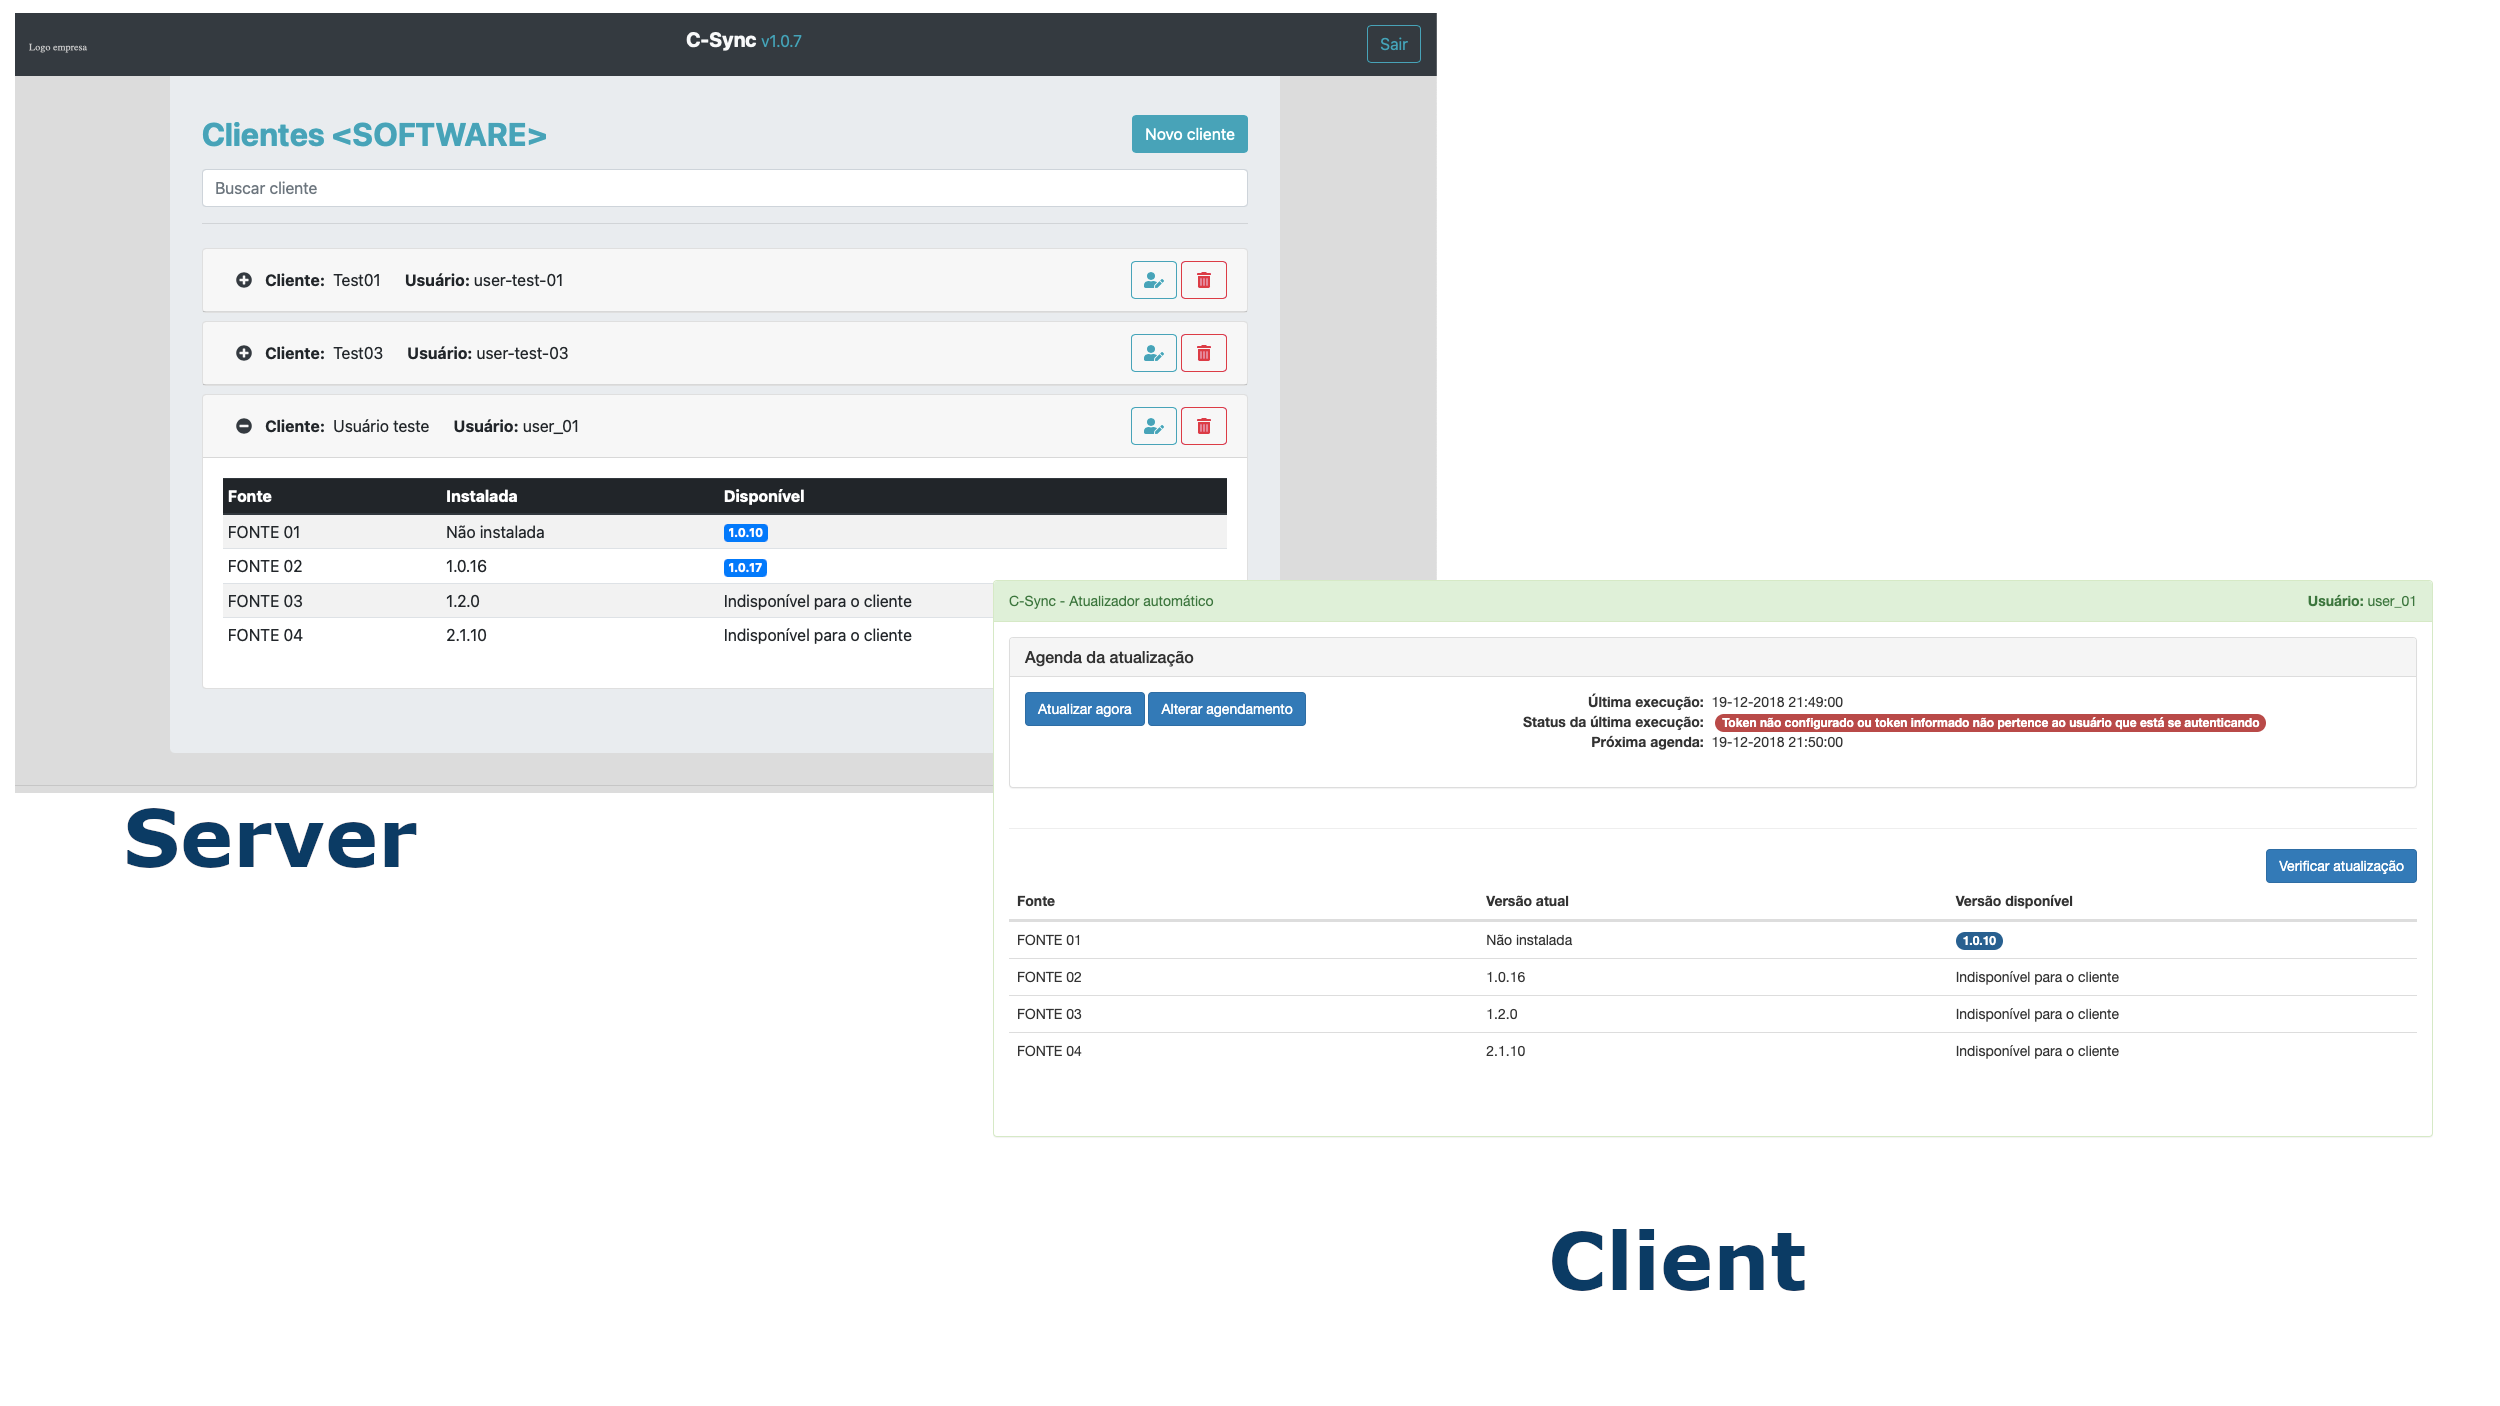 Logo empresa
C-Sync v1.0.7
Sair
Clientes <SOFTWARE>
Novo cliente
Buscar cliente
Cliente: Test01 Usuário: user-test-01
Cliente: Test03 Usuário: user-test-03
Cliente: Usuário teste Usuário: user_01
Fonte Instalada Disponível
FONTE 01 Não instalada 1.0.10
FONTE 02 1.0.16 1.0.17
FONTE 03 1.2.0 Indisponível para o cliente
FONTE 04 2.1.10 Indisponível para o cliente
Server
C-Sync - Atualizador automático Usuário: user_01
Agenda da atualização
Atualizar agora Alterar agendamento
Última execução: 19-12-2018 21:49:00
Status da última execução: Token não configurado ou token informado não pertence ao usuário que está se autenticando
Próxima agenda: 19-12-2018 21:50:00
Verificar atualização
Fonte Versão atual Versão disponível
FONTE 01 Não instalada 1.0.10
FONTE 02 1.0.16 Indisponível para o cliente
FONTE 03 1.2.0 Indisponível para o cliente
FONTE 04 2.1.10 Indisponível para o cliente
Client